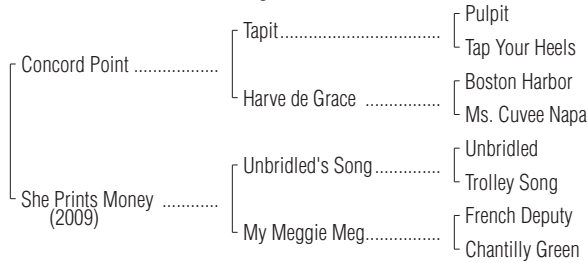 Pulpit
Tapit
Tap Your Heels
Concord Point
Boston Harbor
Harve de Grace
Ms. Cuvee Napa
Unbridled
Unbridled's Song
Trolley Song
She Prints Money
(2009)
French Deputy
My Meggie Meg
Chantilly Green